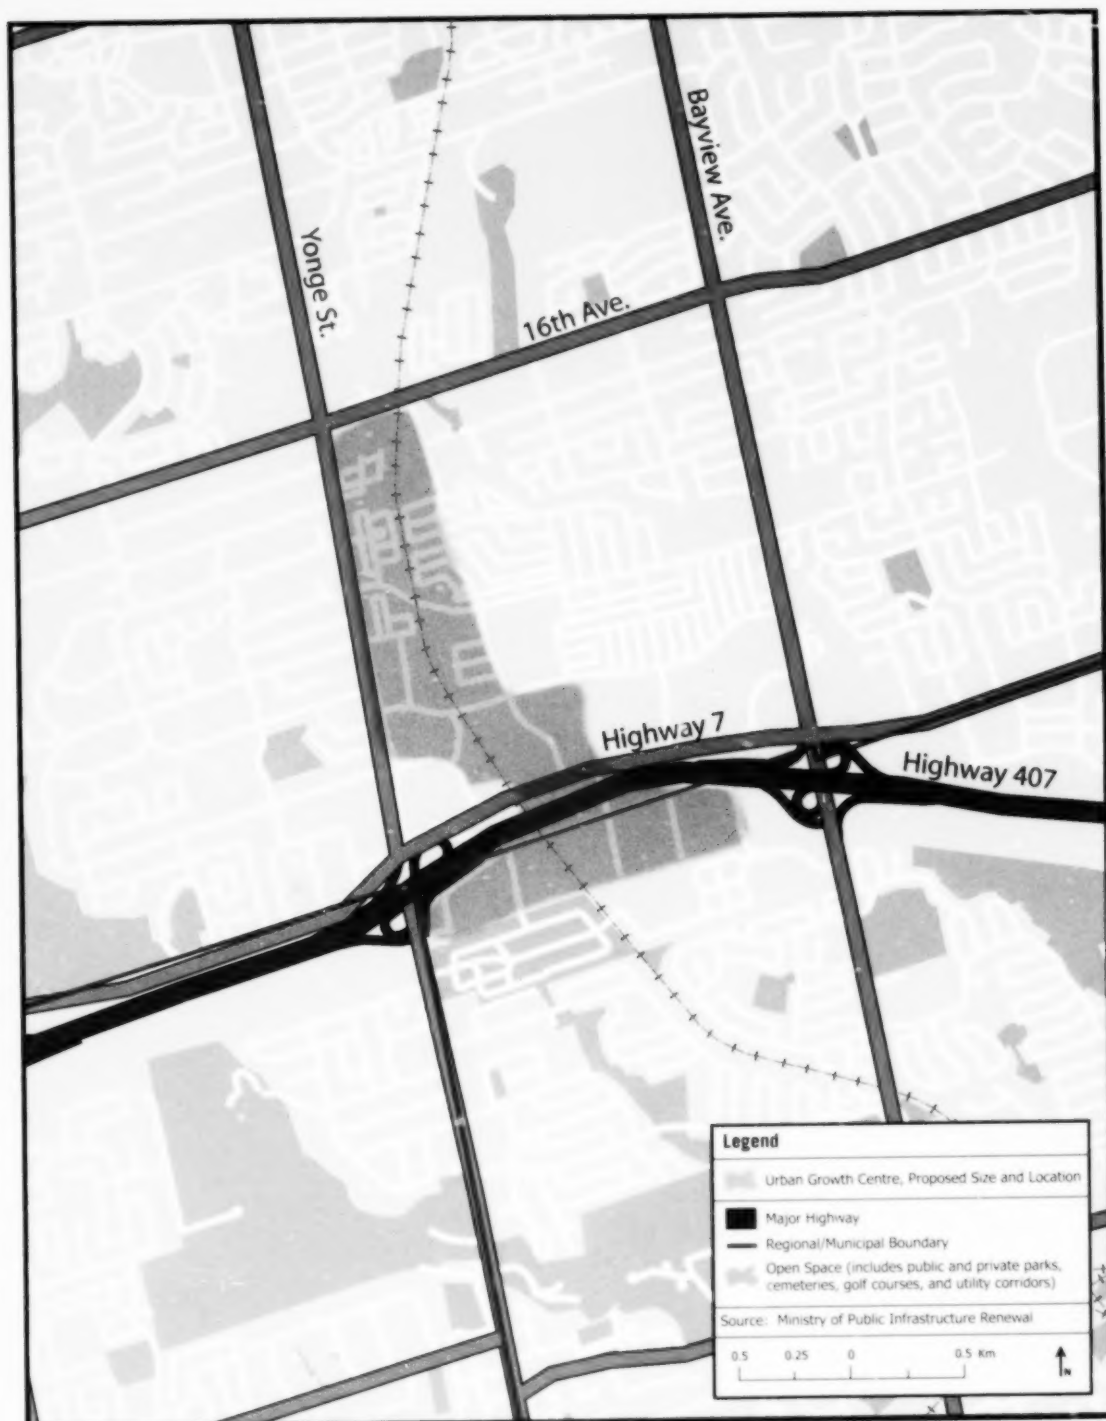 Bayview Ave.
Yonge St.
16th Ave.
Highway 7
Highway 407
Legend
Urban Growth Centre, Proposed Size and Location
Major Highway
Regional/Municipal Boundary
Open Space (includes public and private parks,
cemeteries, golf courses, and utility corridors)
Source: Ministry of Public Infrastructure Renewal
0.5 0.25 0 0.5 Km
N